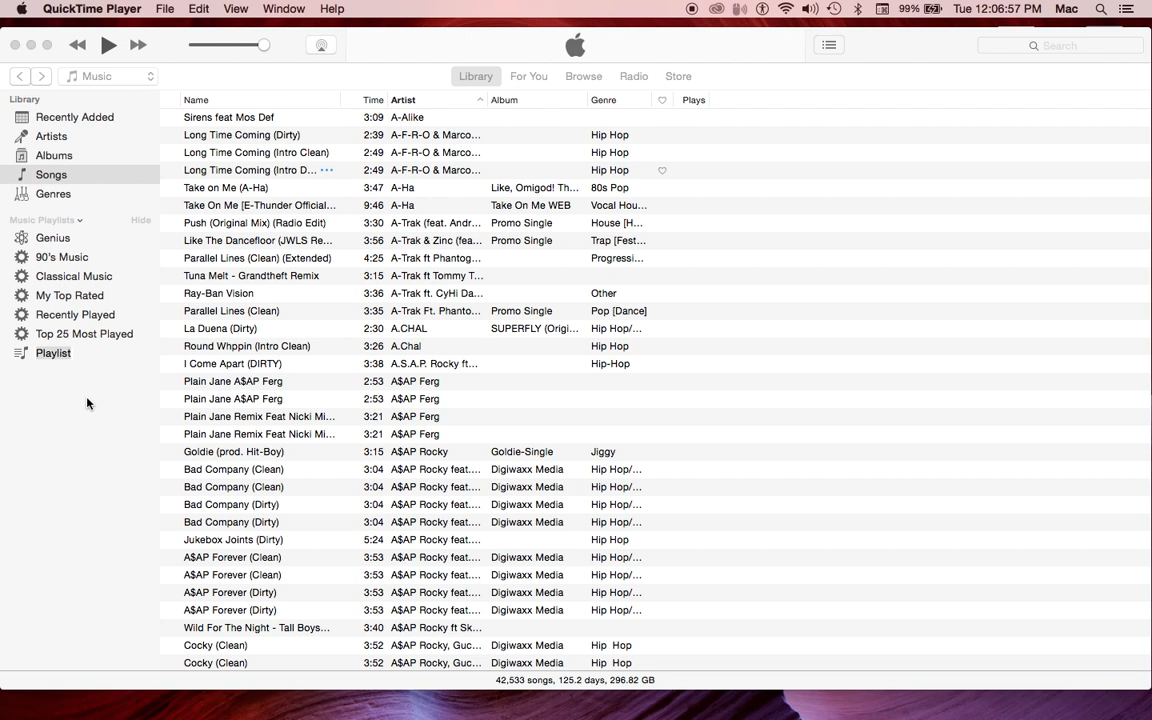 QuickTime Player File Edit View Window Help 99% Tue 12:06:57 PM Mac
Search
Music Library For You Browse Radio Store
Library
Recently Added
Artists
Albums
Songs
Genres
Music Playlists Hide
Genius
90's Music
Classical Music
My Top Rated
Recently Played
Top 25 Most Played
Playlist
Name Time Artist Album Genre Plays
Sirens feat Mos Def 3:09 A-Alike
Long Time Coming (Dirty) 2:39 A-F-R-O & Marco... Hip Hop
Long Time Coming (Intro Clean) 2:49 A-F-R-O & Marco... Hip Hop
Long Time Coming (Intro D... 2:49 A-F-R-O & Marco... Hip Hop
Take on Me (A-Ha) 3:47 A-Ha Like, Omigod! Th... 80s Pop
Take On Me [E-Thunder Official... 9:46 A-Ha Take On Me WEB Vocal Hou...
Push (Original Mix) (Radio Edit) 3:30 A-Trak (feat. Andr... Promo Single House [H...
Like The Dancefloor (JWLS Re... 3:56 A-Trak & Zinc (fea... Promo Single Trap [Fest...
Parallel Lines (Clean) (Extended) 4:25 A-Trak ft Phantog... Progressi...
Tuna Melt - Grandtheft Remix 3:15 A-Trak ft Tommy T...
Ray-Ban Vision 3:36 A-Trak ft. CyHi Da... Other
Parallel Lines (Clean) 3:35 A-Trak Ft. Phanto... Promo Single Pop [Dance]
La Duena (Dirty) 2:30 A.CHAL SUPERFLY (Origi... Hip Hop/...
Round Whppin (Intro Clean) 3:26 A.Chal Hip Hop
I Come Apart (DIRTY) 3:38 A.S.A.P. Rocky ft... Hip-Hop
Plain Jane A$AP Ferg 2:53 A$AP Ferg
Plain Jane A$AP Ferg 2:53 A$AP Ferg
Plain Jane Remix Feat Nicki Mi... 3:21 A$AP Ferg
Plain Jane Remix Feat Nicki Mi... 3:21 A$AP Ferg
Goldie (prod. Hit-Boy) 3:15 A$AP Rocky Goldie-Single Jiggy
Bad Company (Clean) 3:04 A$AP Rocky feat.... Digiwaxx Media Hip Hop/...
Bad Company (Clean) 3:04 A$AP Rocky feat.... Digiwaxx Media Hip Hop/...
Bad Company (Dirty) 3:04 A$AP Rocky feat.... Digiwaxx Media Hip Hop/...
Bad Company (Dirty) 3:04 A$AP Rocky feat.... Digiwaxx Media Hip Hop/...
Jukebox Joints (Dirty) 5:24 A$AP Rocky feat.... Hip Hop
A$AP Forever (Clean) 3:53 A$AP Rocky feat.... Digiwaxx Media Hip Hop/...
A$AP Forever (Clean) 3:53 A$AP Rocky feat.... Digiwaxx Media Hip Hop/...
A$AP Forever (Dirty) 3:53 A$AP Rocky feat.... Digiwaxx Media Hip Hop/...
A$AP Forever (Dirty) 3:53 A$AP Rocky feat.... Digiwaxx Media Hip Hop/...
Wild For The Night - Tall Boys... 3:40 A$AP Rocky ft Sk...
Cocky (Clean) 3:52 A$AP Rocky, Guc... Digiwaxx Media Hip Hop
Cocky (Clean) 3:52 A$AP Rocky, Guc... Digiwaxx Media Hip Hop
42,533 songs, 125.2 days, 296.82 GB